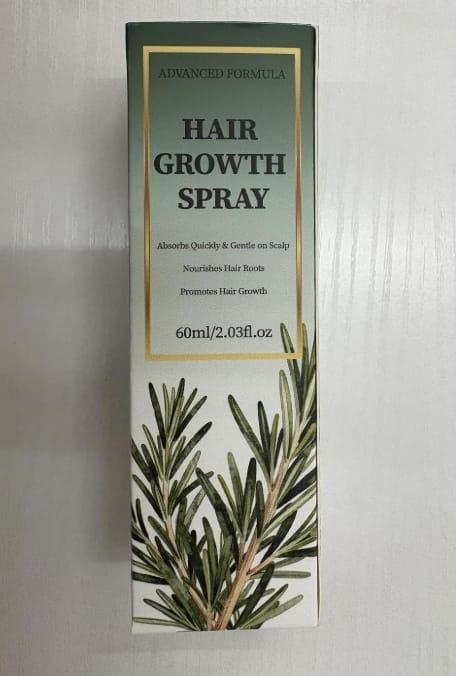 ADVANCED FORMULA
HAIR
GROWTH
SPRAY
Absorbs Quickly & Gentle on Scalp
Nourishes Hair Roots
Promotes Hair Growth
60ml/2.03fl.oz